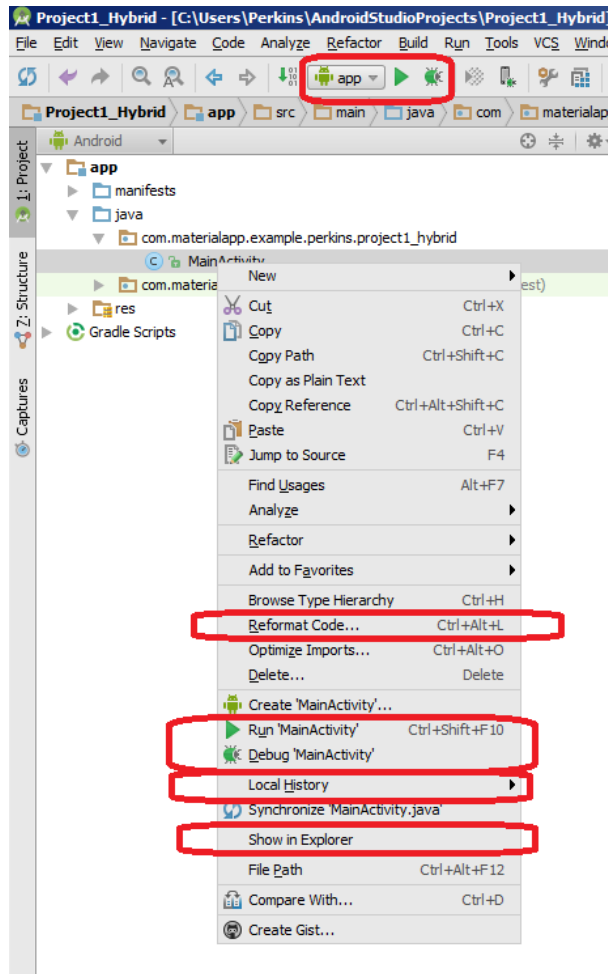 Project1_Hybrid - [C:\Users\Perkins\AndroidStudioProjects\Project1_Hybrid]
File Edit View Navigate Code Analyze Refactor Build Run Tools VCS
app
Project1_Hybrid app src main java com materialap
Android
1: Project
app
manifests
java
com.materialapp.example.perkins.project1_hybrid
MainActivity
com.materia est)
res
Gradle Scripts
Z: Structure
Captures
New
Cut Ctrl+X
Copy Ctrl+C
Copy Path Ctrl+Shift+C
Copy as Plain Text
Copy Reference Ctrl+Alt+Shift+C
Paste Ctrl+V
Jump to Source F4
Find Usages Alt+F7
Analyze
Refactor
Add to Favorites
Browse Type Hierarchy Ctrl+H
Reformat Code... Ctrl+Alt+L
Optimize Imports... Ctrl+Alt+O
Delete... Delete
Create 'MainActivity'...
Run 'MainActivity' Ctrl+Shift+F10
Debug 'MainActivity'
Local History
Synchronize 'MainActivity.java'
Show in Explorer
File Path Ctrl+Alt+F12
Compare With... Ctrl+D
Create Gist...